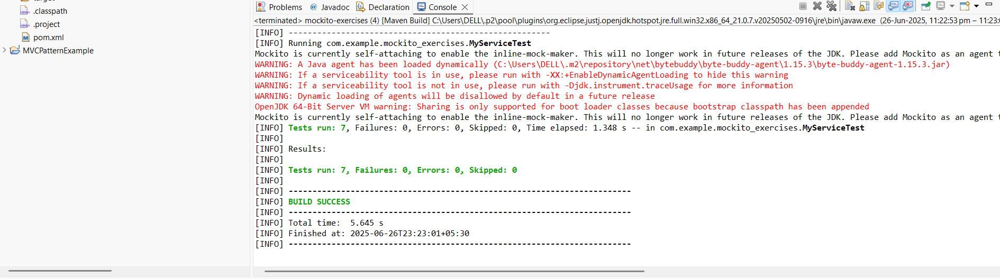 target
.classpath
.project
pom.xml
MVCPatternExample
Problems @ Javadoc Declaration Console
<terminated> mockito-exercises (4) [Maven Build] C:\Users\DELL\.p2\pool\plugins\org.eclipse.justj.openjdk.hotspot.jre.full.win32.x86_64_21.0.7.v20250502-0916\jre\bin\javaw.exe (26-Jun-2025, 11:22:53 pm – 11:23:0
[INFO] -------------------------------------------------------
[INFO] Running com.example.mockito_exercises.MyServiceTest
Mockito is currently self-attaching to enable the inline-mock-maker. This will no longer work in future releases of the JDK. Please add Mockito as an agent t
WARNING: A Java agent has been loaded dynamically (C:\Users\DELL\.m2\repository\net\bytebuddy\byte-buddy-agent\1.15.3\byte-buddy-agent-1.15.3.jar)
WARNING: If a serviceability tool is in use, please run with -XX:+EnableDynamicAgentLoading to hide this warning
WARNING: If a serviceability tool is not in use, please run with -Djdk.instrument.traceUsage for more information
WARNING: Dynamic loading of agents will be disallowed by default in a future release
OpenJDK 64-Bit Server VM warning: Sharing is only supported for boot loader classes because bootstrap classpath has been appended
Mockito is currently self-attaching to enable the inline-mock-maker. This will no longer work in future releases of the JDK. Please add Mockito as an agent t
[INFO] Tests run: 7, Failures: 0, Errors: 0, Skipped: 0, Time elapsed: 1.348 s -- in com.example.mockito_exercises.MyServiceTest
[INFO]
[INFO] Results:
[INFO]
[INFO] Tests run: 7, Failures: 0, Errors: 0, Skipped: 0
[INFO]
[INFO] ------------------------------------------------------------------------
[INFO] BUILD SUCCESS
[INFO] ------------------------------------------------------------------------
[INFO] Total time:  5.645 s
[INFO] Finished at: 2025-06-26T23:23:01+05:30
[INFO] ------------------------------------------------------------------------